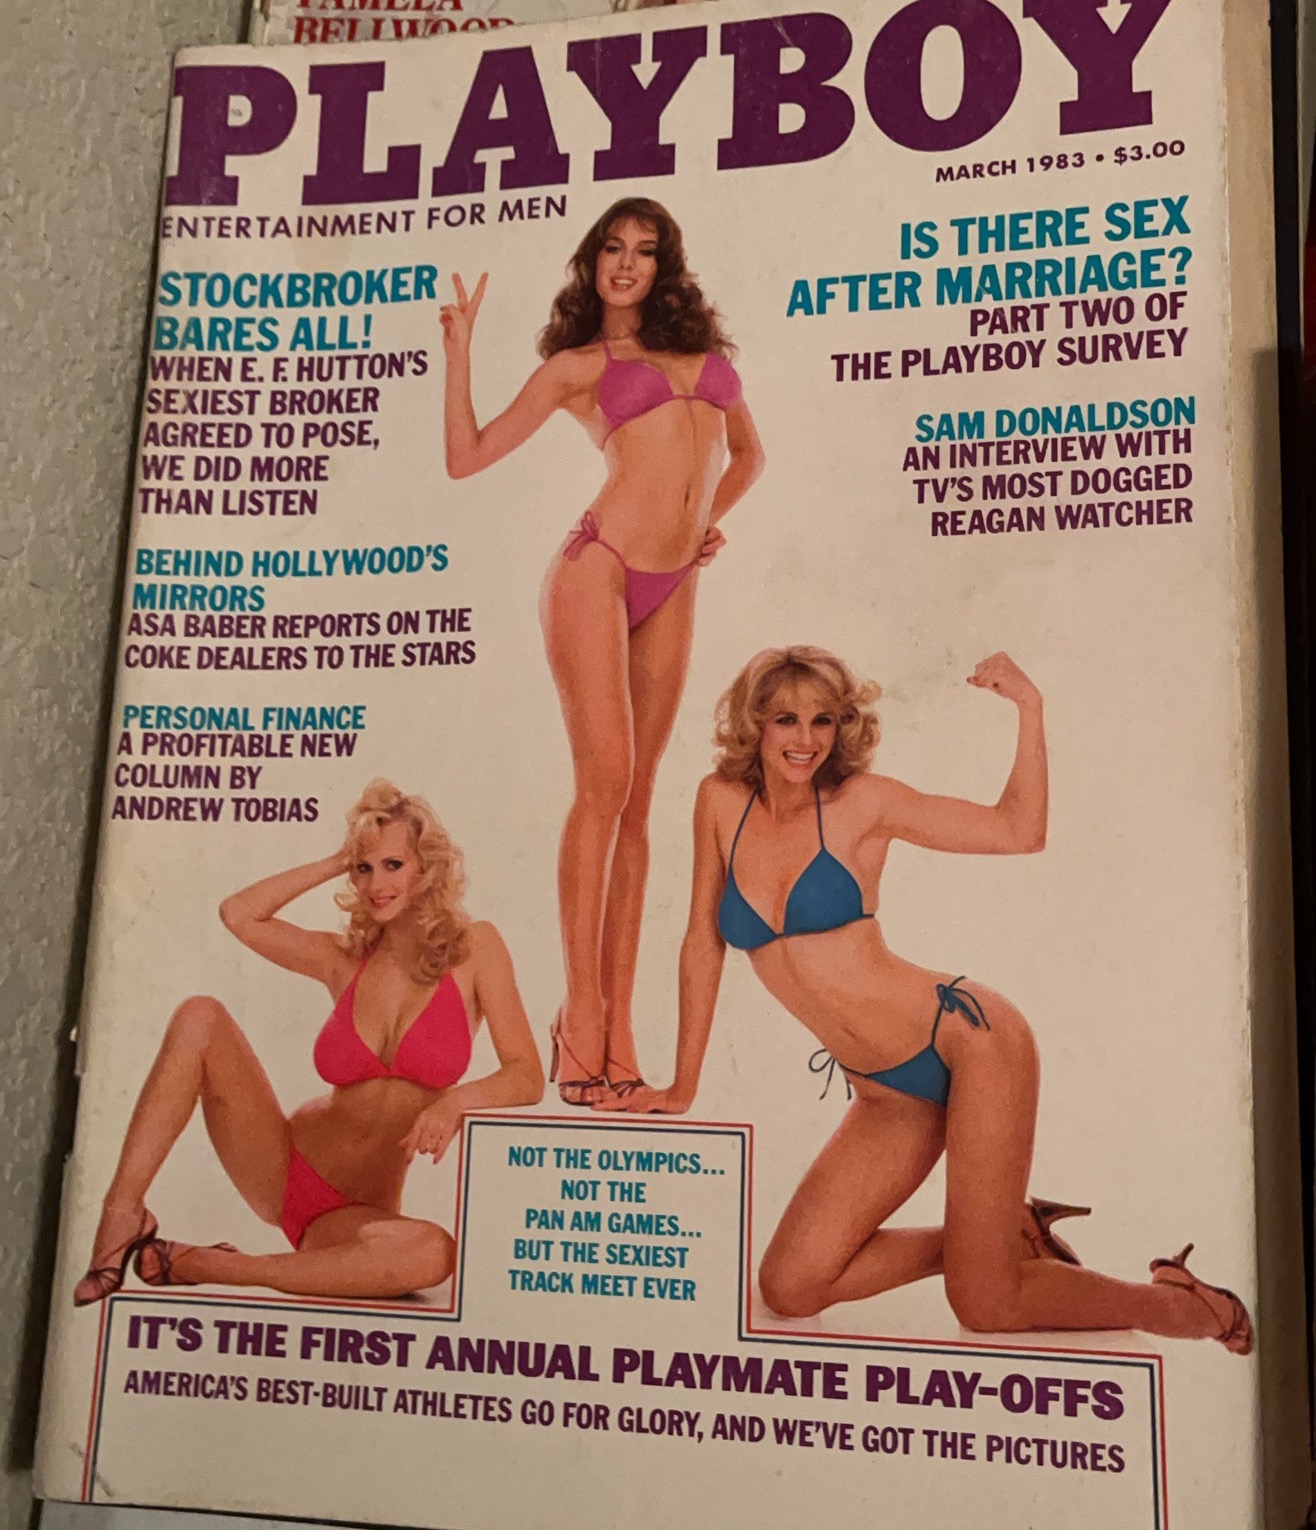 PAMELA
BELLWOOD
PLAYBOY
ENTERTAINMENT FOR MEN
MARCH 1983 • $3.00
STOCKBROKER
BARES ALL!
WHEN E. F. HUTTON'S
SEXIEST BROKER
AGREED TO POSE,
WE DID MORE
THAN LISTEN
BEHIND HOLLYWOOD'S
MIRRORS
ASA BABER REPORTS ON THE
COKE DEALERS TO THE STARS
PERSONAL FINANCE
A PROFITABLE NEW
COLUMN BY
ANDREW TOBIAS
IS THERE SEX
AFTER MARRIAGE?
PART TWO OF
THE PLAYBOY SURVEY
SAM DONALDSON
AN INTERVIEW WITH
TV'S MOST DOGGED
REAGAN WATCHER
NOT THE OLYMPICS...
NOT THE
PAN AM GAMES...
BUT THE SEXIEST
TRACK MEET EVER
IT'S THE FIRST ANNUAL PLAYMATE PLAY-OFFS
AMERICA'S BEST-BUILT ATHLETES GO FOR GLORY, AND WE'VE GOT THE PICTURES